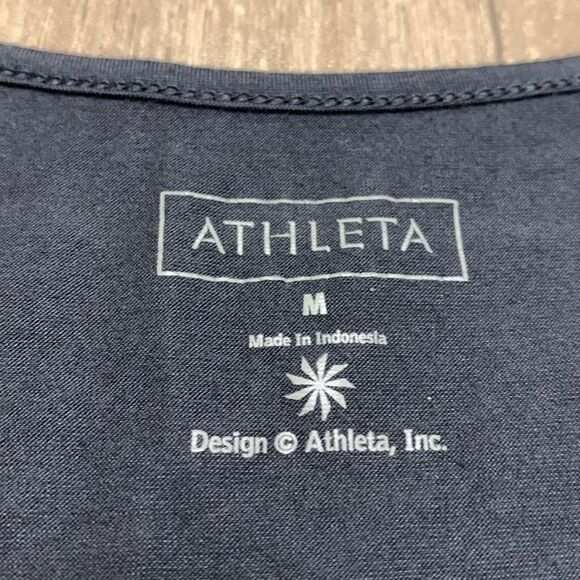 ATHLETA
M
Made In Indonesia
Design © Athleta, Inc.